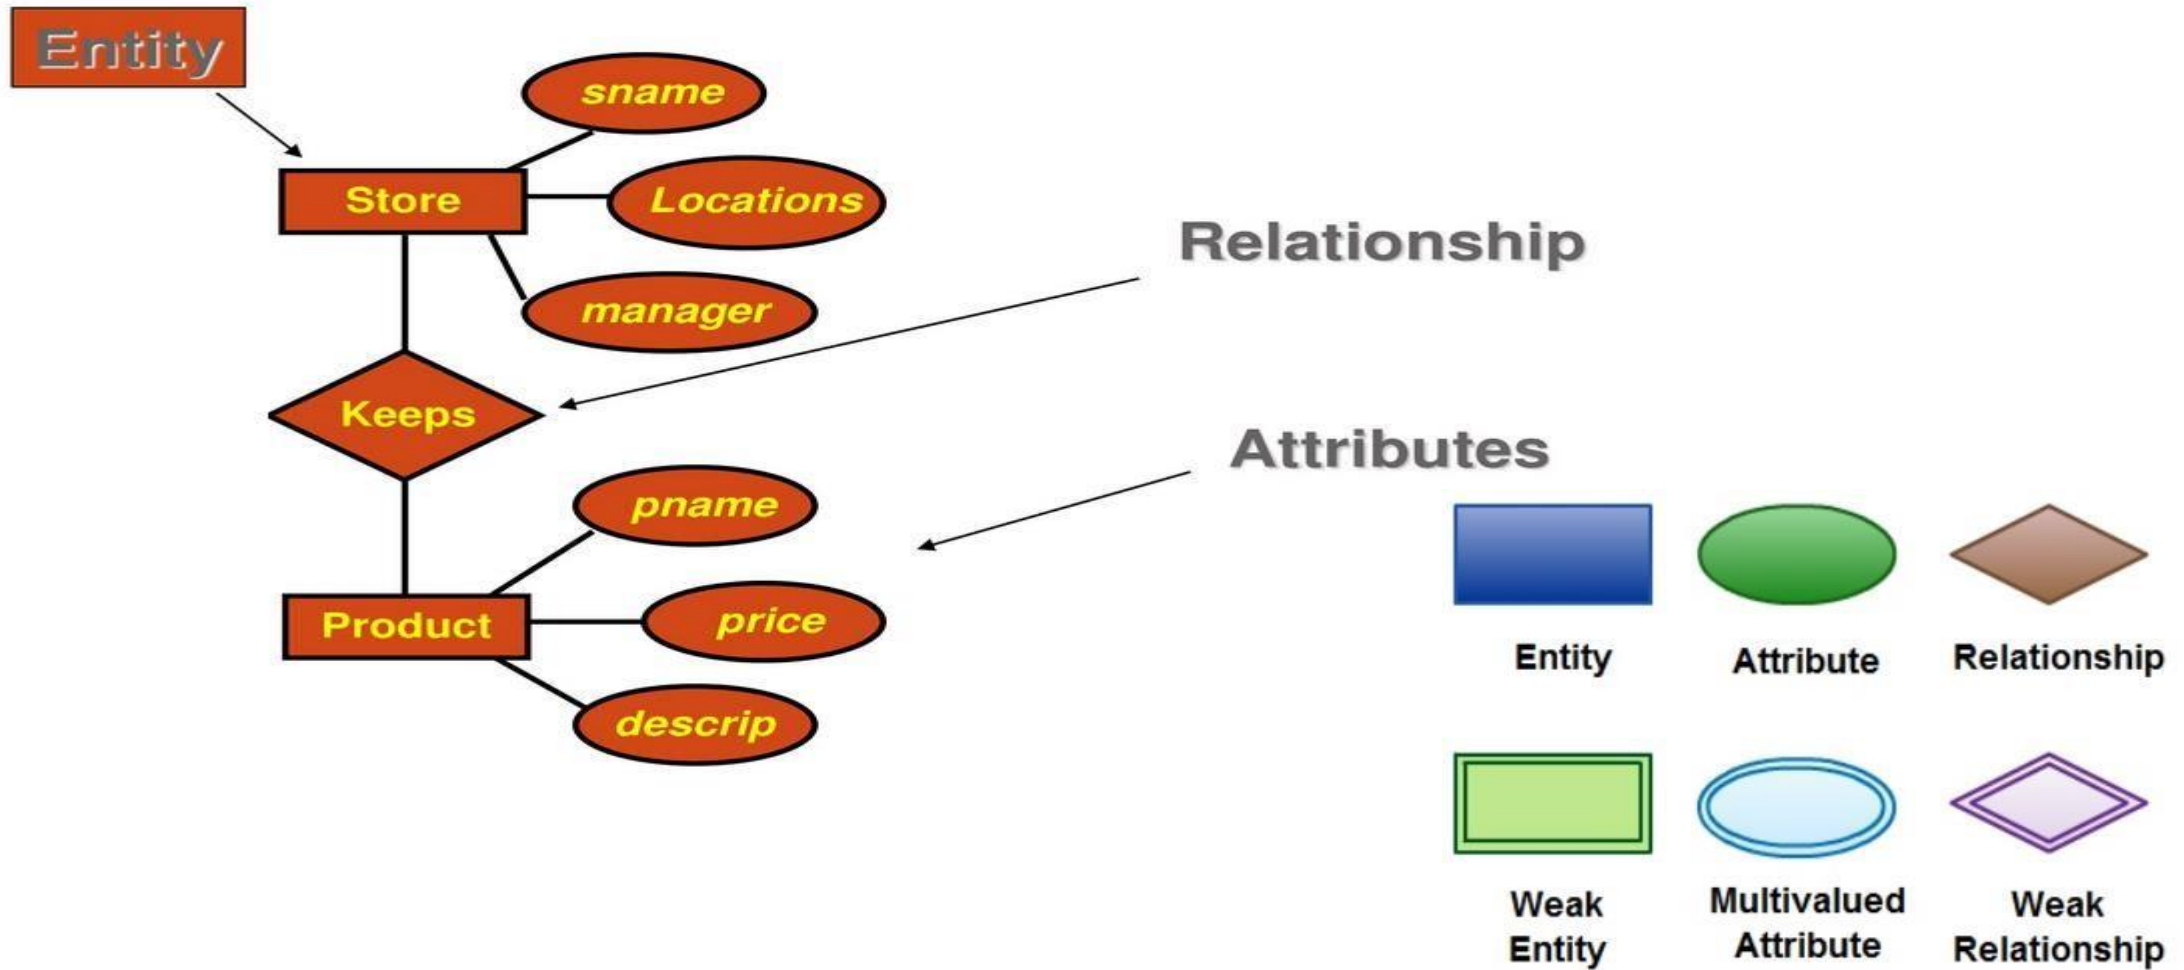 Entity
sname
Store
Locations
manager
Relationship
Keeps
Attributes
pname
Product
price
descrip
Entity
Attribute
Relationship
Weak
Entity
Multivalued
Attribute
Weak
Relationship